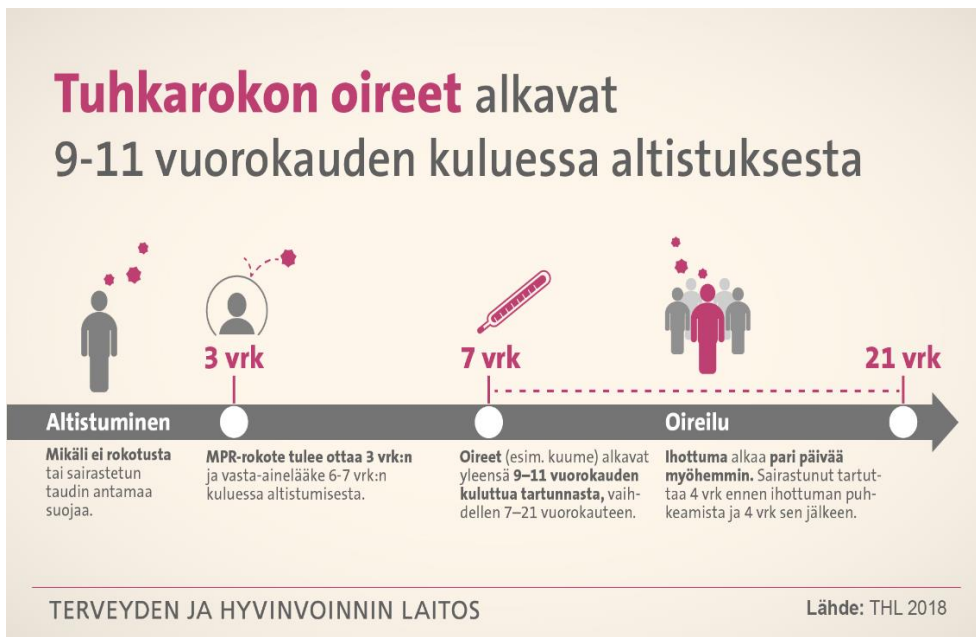 Tuhkarokon oireet alkavat
9-11 vuorokauden kuluessa altistuksesta
3 vrk
7 vrk
21 vrk
Altistuminen
Oireilu
Mikäli ei rokotusta
tai sairastetun
taudin antamaa
suojaa.
MPR-rokote tulee ottaa 3 vrk:n
ja vasta-ainelääke 6-7 vrk:n
kuluessa altistumisesta.
Oireet (esim. kuume) alkavat
yleensä 9–11 vuorokauden
kuluttua tartunnasta, vaih-
dellen 7–21 vuorokauteen.
Ihottuma alkaa pari päivää
myöhemmin. Sairastunut tartut-
taa 4 vrk ennen ihottuman puh-
keamista ja 4 vrk sen jälkeen.
TERVEYDEN JA HYVINVOINNIN LAITOS
Lähde: THL 2018